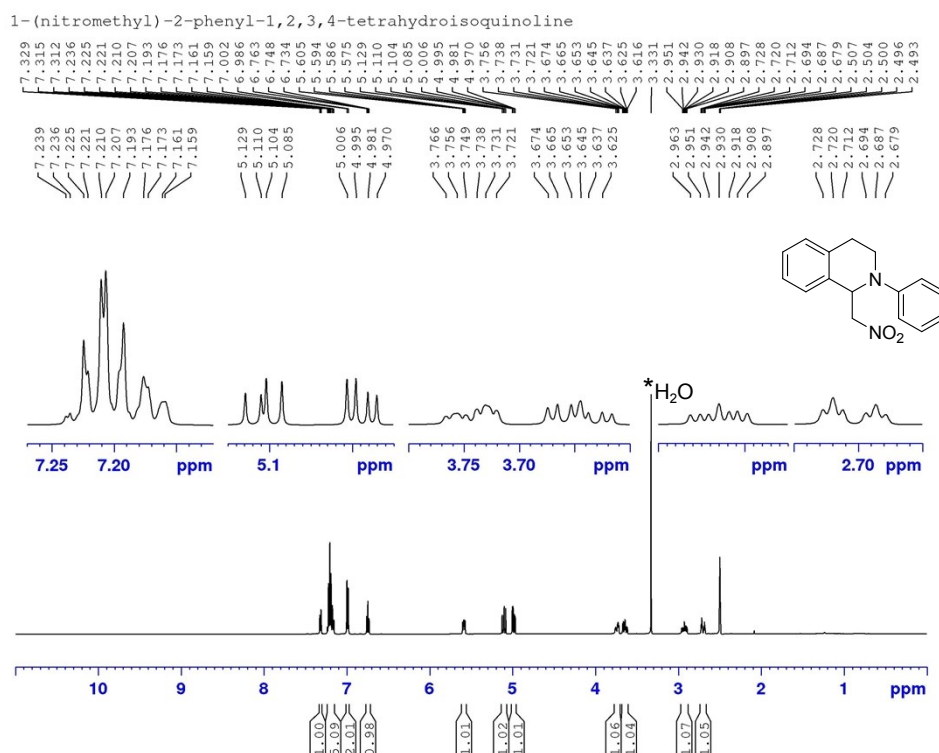 1-(nitromethyl)-2-phenyl-1,2,3,4-tetrahydroisoquinoline
7.329 7.315 7.312 7.236 7.225 7.221 7.210 7.207 7.193 7.176 7.173 7.161 7.159 7.002 6.986 6.763 6.748 6.734 5.605 5.594 5.586 5.575 5.129 5.110 5.104 5.085 5.006 4.995 4.981 4.970 3.756 3.738 3.731 3.721 3.674 3.665 3.653 3.645 3.637 3.625 3.616 3.331 2.951 2.942 2.930 2.918 2.908 2.897 2.728 2.720 2.712 2.694 2.687 2.679 2.507 2.504 2.500 2.496 2.493
7.239 7.236 7.225 7.221 7.210 7.207 7.193 7.176 7.173 7.161 7.159 5.129 5.110 5.104 5.085 5.006 4.995 4.981 4.970 3.766 3.756 3.749 3.738 3.731 3.721 3.674 3.665 3.653 3.645 3.637 3.625 2.963 2.951 2.942 2.930 2.918 2.908 2.897 2.728 2.720 2.712 2.694 2.687 2.679
N
NO2
*H2O
7.25 7.20 ppm 5.1 ppm 3.75 3.70 ppm ppm 2.70 ppm
10 9 8 7 6 5 4 3 2 1 ppm
1.00 2.01 0.98 1.01 1.02 1.01 1.06 1.04 1.07 1.05